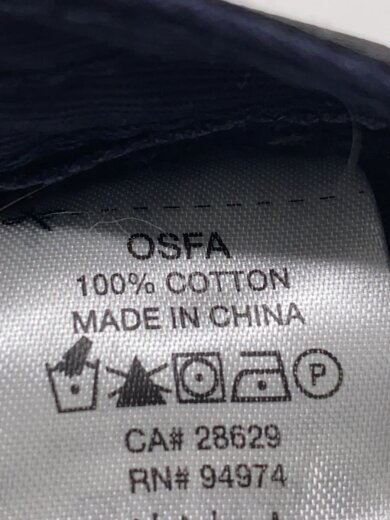 OSFA
100% COTTON
MADE IN CHINA
P
CA# 28629
RN# 94974